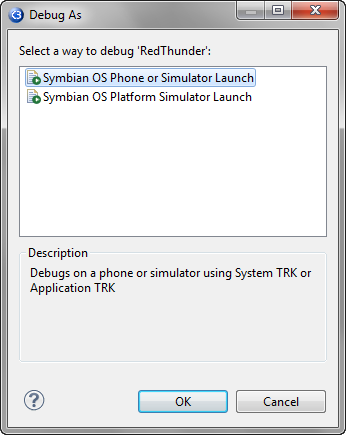 Debug As
Select a way to debug 'RedThunder':
Symbian OS Phone or Simulator Launch
Symbian OS Platform Simulator Launch
Description
Debugs on a phone or simulator using System TRK or
Application TRK
OK
Cancel